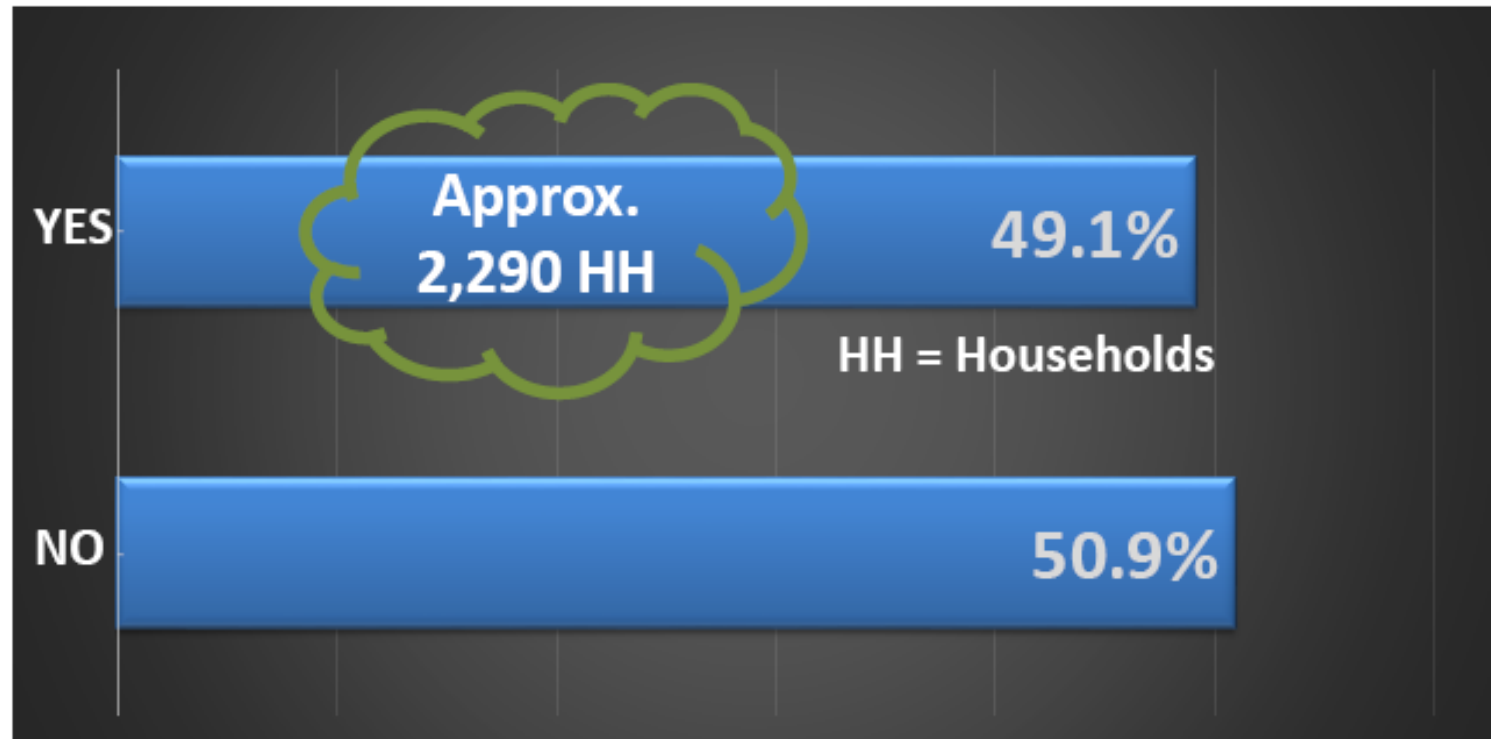 YES
Approx.
2,290 HH
49.1%
HH = Households
NO
50.9%